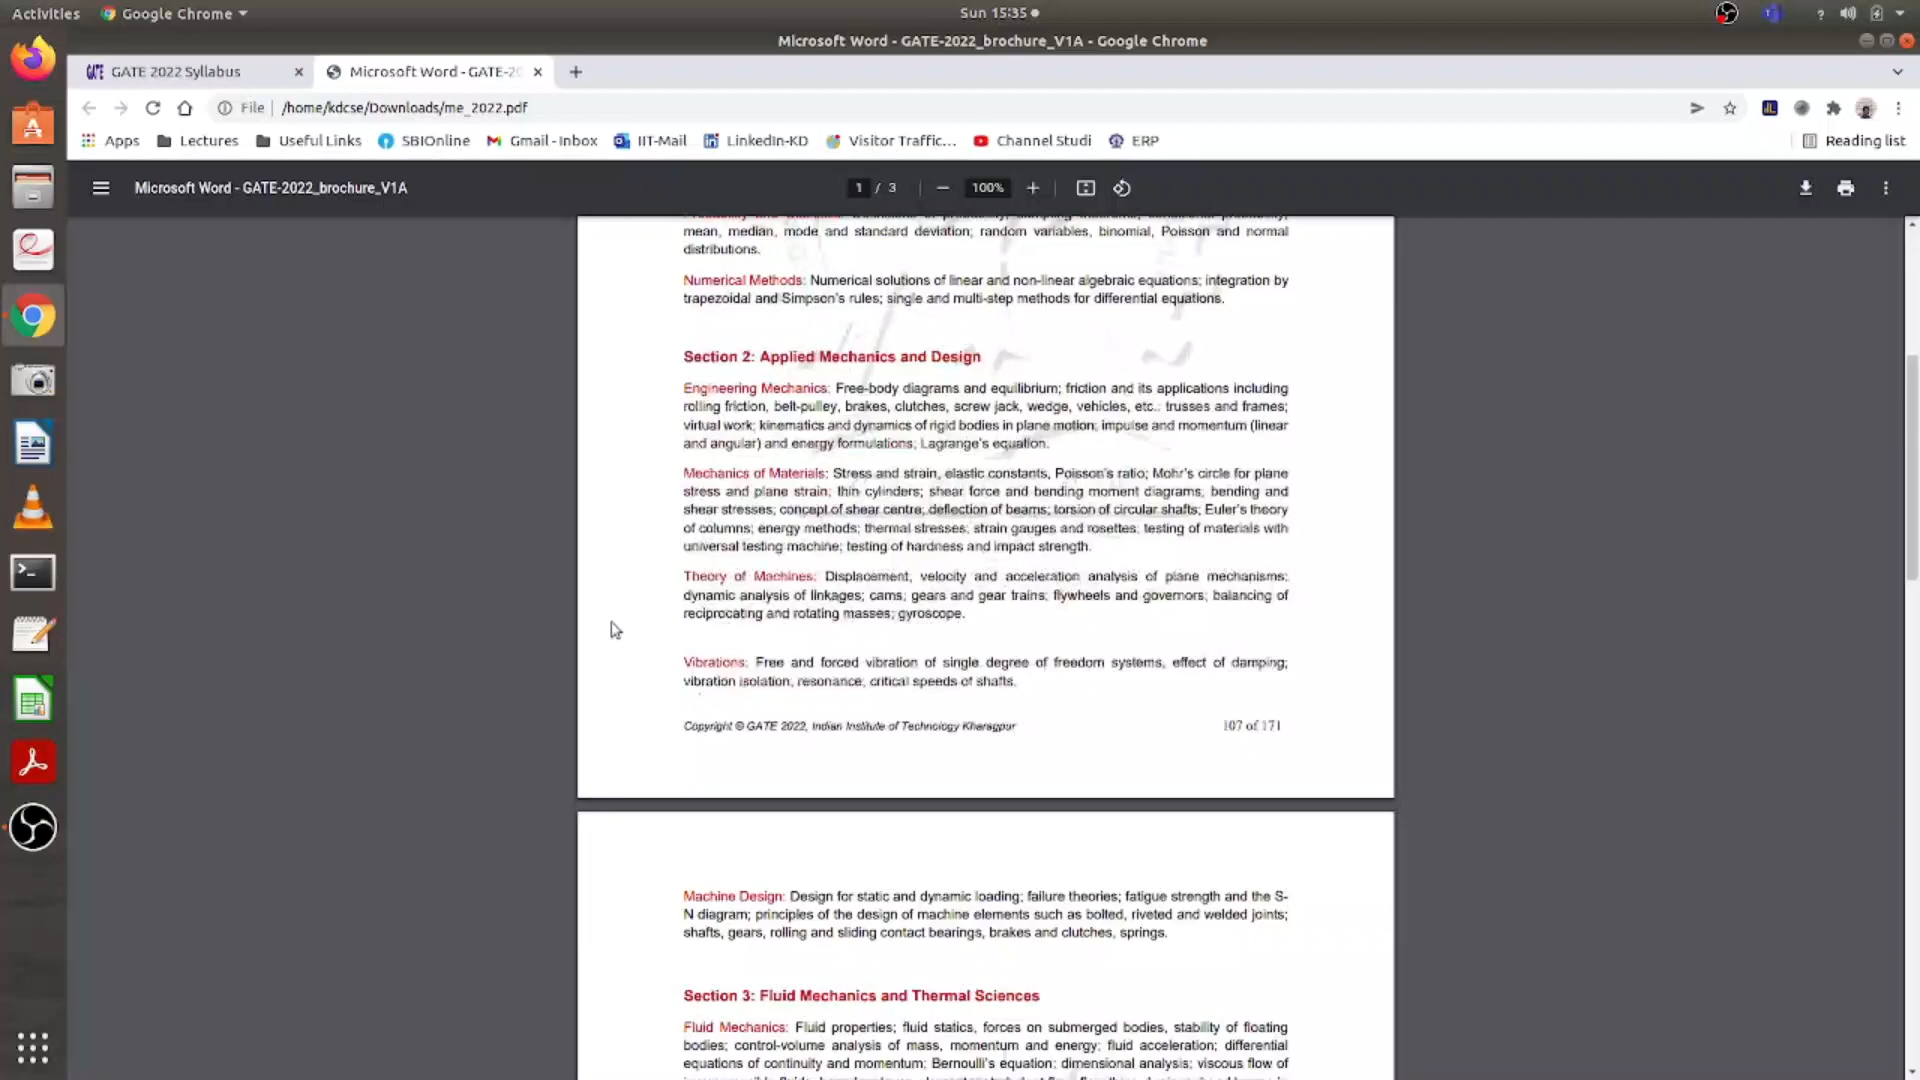 Activities Google Chrome Sun 15:35
Microsoft Word - GATE-2022_brochure_V1A - Google Chrome
GATE 2022 Syllabus Microsoft Word - GATE-20
File /home/kdcse/Downloads/me_2022.pdf
Apps Lectures Useful Links SBIOnline Gmail - Inbox IIT-Mail LinkedIn-KD Visitor Traffic... Channel Studi ERP Reading list
Microsoft Word - GATE-2022_brochure_V1A 1 / 3 100%
mean, median, mode and standard deviation; random variables, binomial, Poisson and normal
distributions.
Numerical Methods: Numerical solutions of linear and non-linear algebraic equations; integration by
trapezoidal and Simpson's rules; single and multi-step methods for differential equations.
Section 2: Applied Mechanics and Design
Engineering Mechanics: Free-body diagrams and equilibrium; friction and its applications including
rolling friction, belt-pulley, brakes, clutches, screw jack, wedge, vehicles, etc.; trusses and frames;
virtual work; kinematics and dynamics of rigid bodies in plane motion; impulse and momentum (linear
and angular) and energy formulations; Lagrange's equation.
Mechanics of Materials: Stress and strain, elastic constants, Poisson's ratio; Mohr's circle for plane
stress and plane strain; thin cylinders; shear force and bending moment diagrams; bending and
shear stresses; concept of shear centre; deflection of beams; torsion of circular shafts; Euler's theory
of columns; energy methods; thermal stresses; strain gauges and rosettes; testing of materials with
universal testing machine; testing of hardness and impact strength.
Theory of Machines: Displacement, velocity and acceleration analysis of plane mechanisms;
dynamic analysis of linkages; cams; gears and gear trains; flywheels and governors; balancing of
reciprocating and rotating masses; gyroscope.
Vibrations: Free and forced vibration of single degree of freedom systems, effect of damping;
vibration isolation; resonance; critical speeds of shafts.
Copyright © GATE 2022, Indian Institute of Technology Kharagpur 107 of 171
Machine Design: Design for static and dynamic loading; failure theories; fatigue strength and the S-
N diagram; principles of the design of machine elements such as bolted, riveted and welded joints;
shafts, gears, rolling and sliding contact bearings, brakes and clutches, springs.
Section 3: Fluid Mechanics and Thermal Sciences
Fluid Mechanics: Fluid properties; fluid statics, forces on submerged bodies, stability of floating
bodies; control-volume analysis of mass, momentum and energy; fluid acceleration; differential
equations of continuity and momentum; Bernoulli's equation; dimensional analysis; viscous flow of